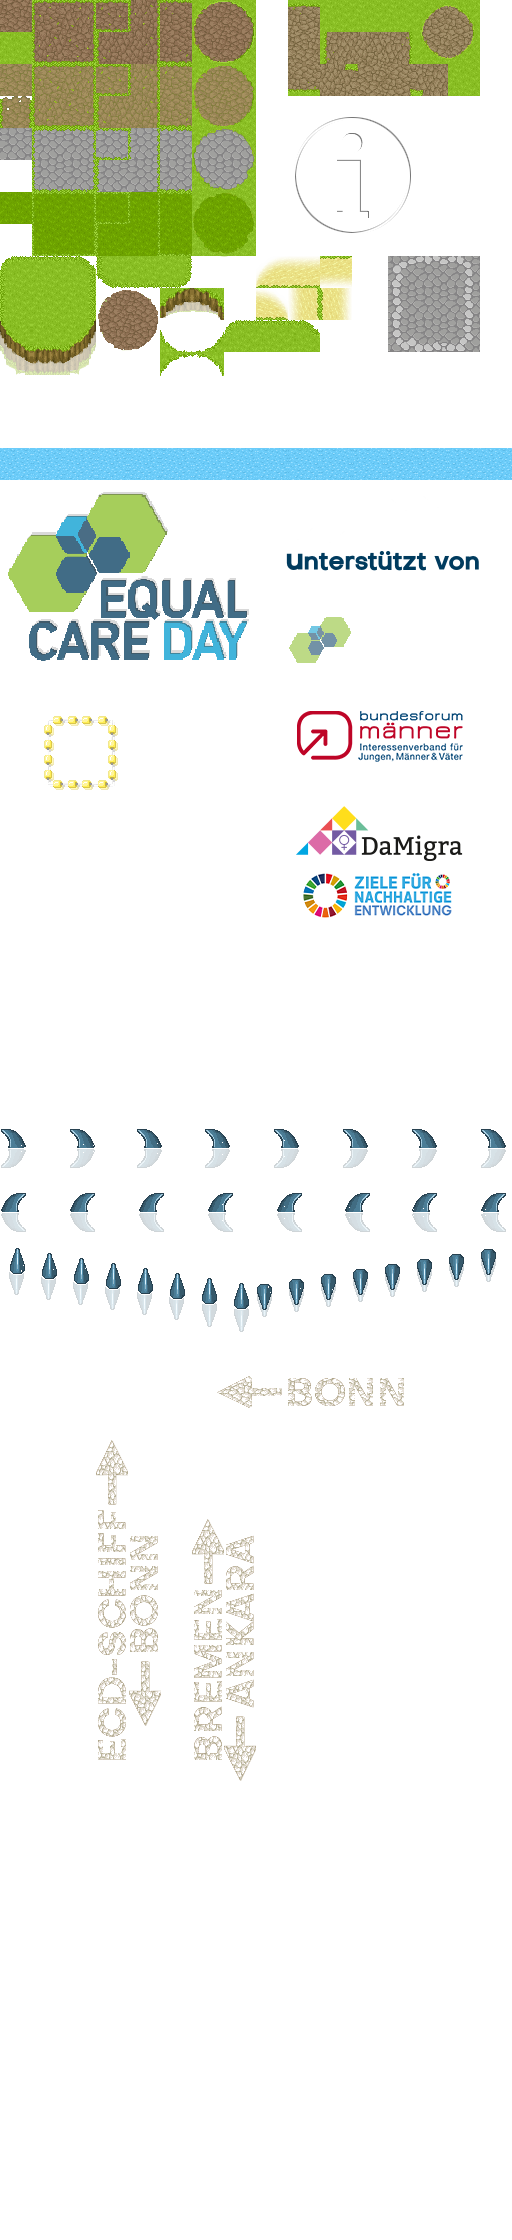 i
EQUAL
CARE DAY
Unterstützt von
bundesforum
männer
Interessenverband für
Jungen, Männer & Väter
DaMigra
ZIELE FÜR
NACHHALTIGE
ENTWICKLUNG
BONN
ECD-SCHIFF
BONN
BREMEN
ANKARA